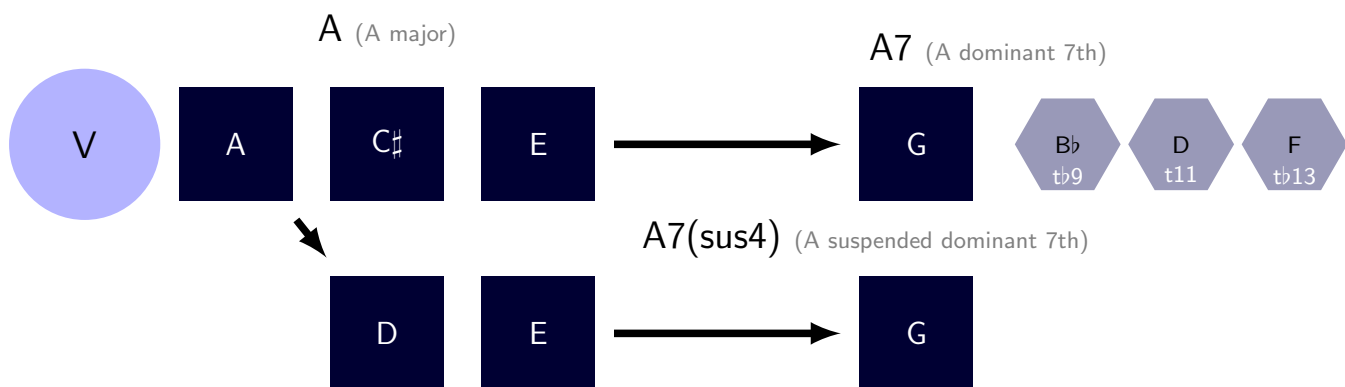 A (A major)
A7 (A dominant 7th)
V A C♯ E G B♭ D F
t♭9 t11 t♭13
A7(sus4) (A suspended dominant 7th)
D E G